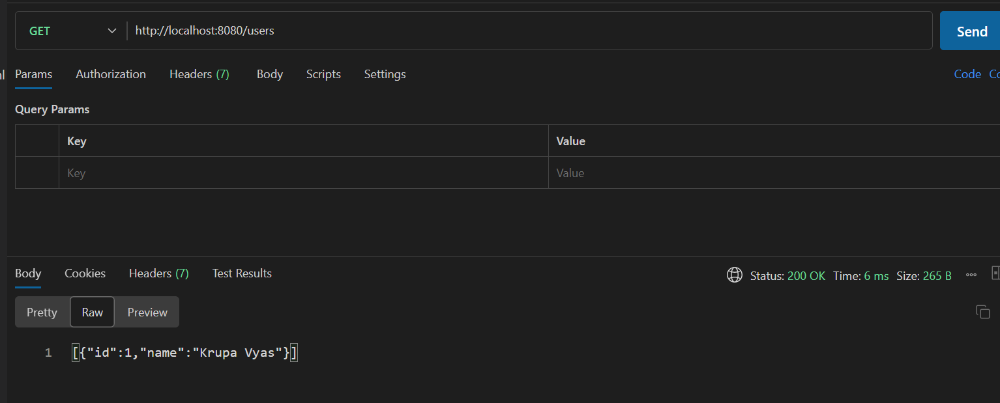 GET http://localhost:8080/users Send
Params Authorization Headers (7) Body Scripts Settings Code
Query Params
Key Value
Key Value
Body Cookies Headers (7) Test Results Status: 200 OK Time: 6 ms Size: 265 B
Pretty Raw Preview
1 [{"id":1,"name":"Krupa Vyas"}]